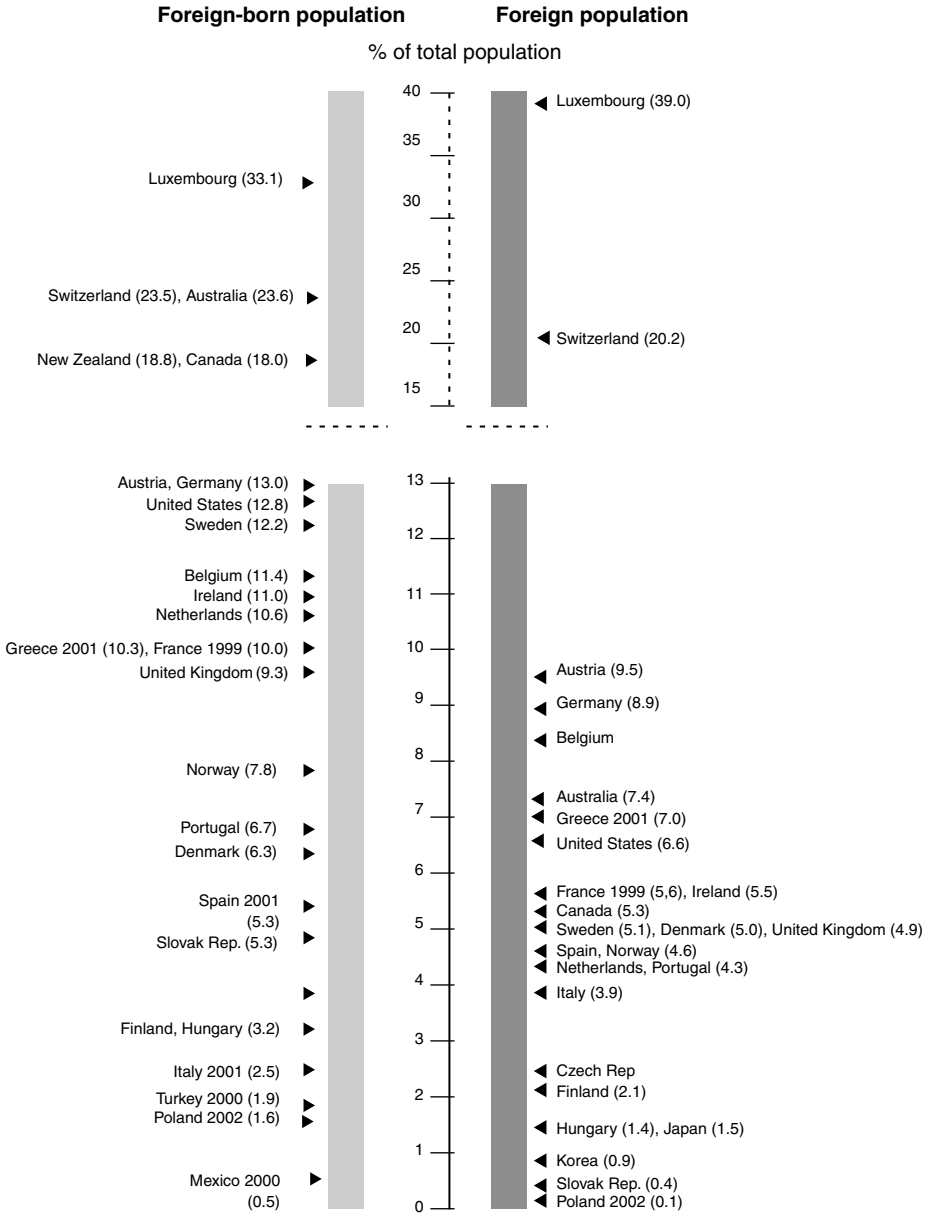 Foreign-born population
Foreign population
% of total population
40
Luxembourg (39.0)
35
Luxembourg (33.1)
30
25
Switzerland (23.5), Australia (23.6)
20
Switzerland (20.2)
New Zealand (18.8), Canada (18.0)
15
Austria, Germany (13.0)
13
United States (12.8)
Sweden (12.2)
12
Belgium (11.4)
Ireland (11.0)
11
Netherlands (10.6)
Greece 2001 (10.3), France 1999 (10.0)
10
United Kingdom (9.3)
Austria (9.5)
9
Germany (8.9)
Belgium
8
Norway (7.8)
Australia (7.4)
7
Greece 2001 (7.0)
Portugal (6.7)
United States (6.6)
Denmark (6.3)
6
France 1999 (5,6), Ireland (5.5)
Spain 2001
(5.3)
Canada (5.3)
5
Sweden (5.1), Denmark (5.0), United Kingdom (4.9)
Slovak Rep. (5.3)
Spain, Norway (4.6)
Netherlands, Portugal (4.3)
4
Italy (3.9)
Finland, Hungary (3.2)
3
Italy 2001 (2.5)
Czech Rep
2
Finland (2.1)
Turkey 2000 (1.9)
Poland 2002 (1.6)
Hungary (1.4), Japan (1.5)
1
Korea (0.9)
Mexico 2000
(0.5)
Slovak Rep. (0.4)
Poland 2002 (0.1)
0